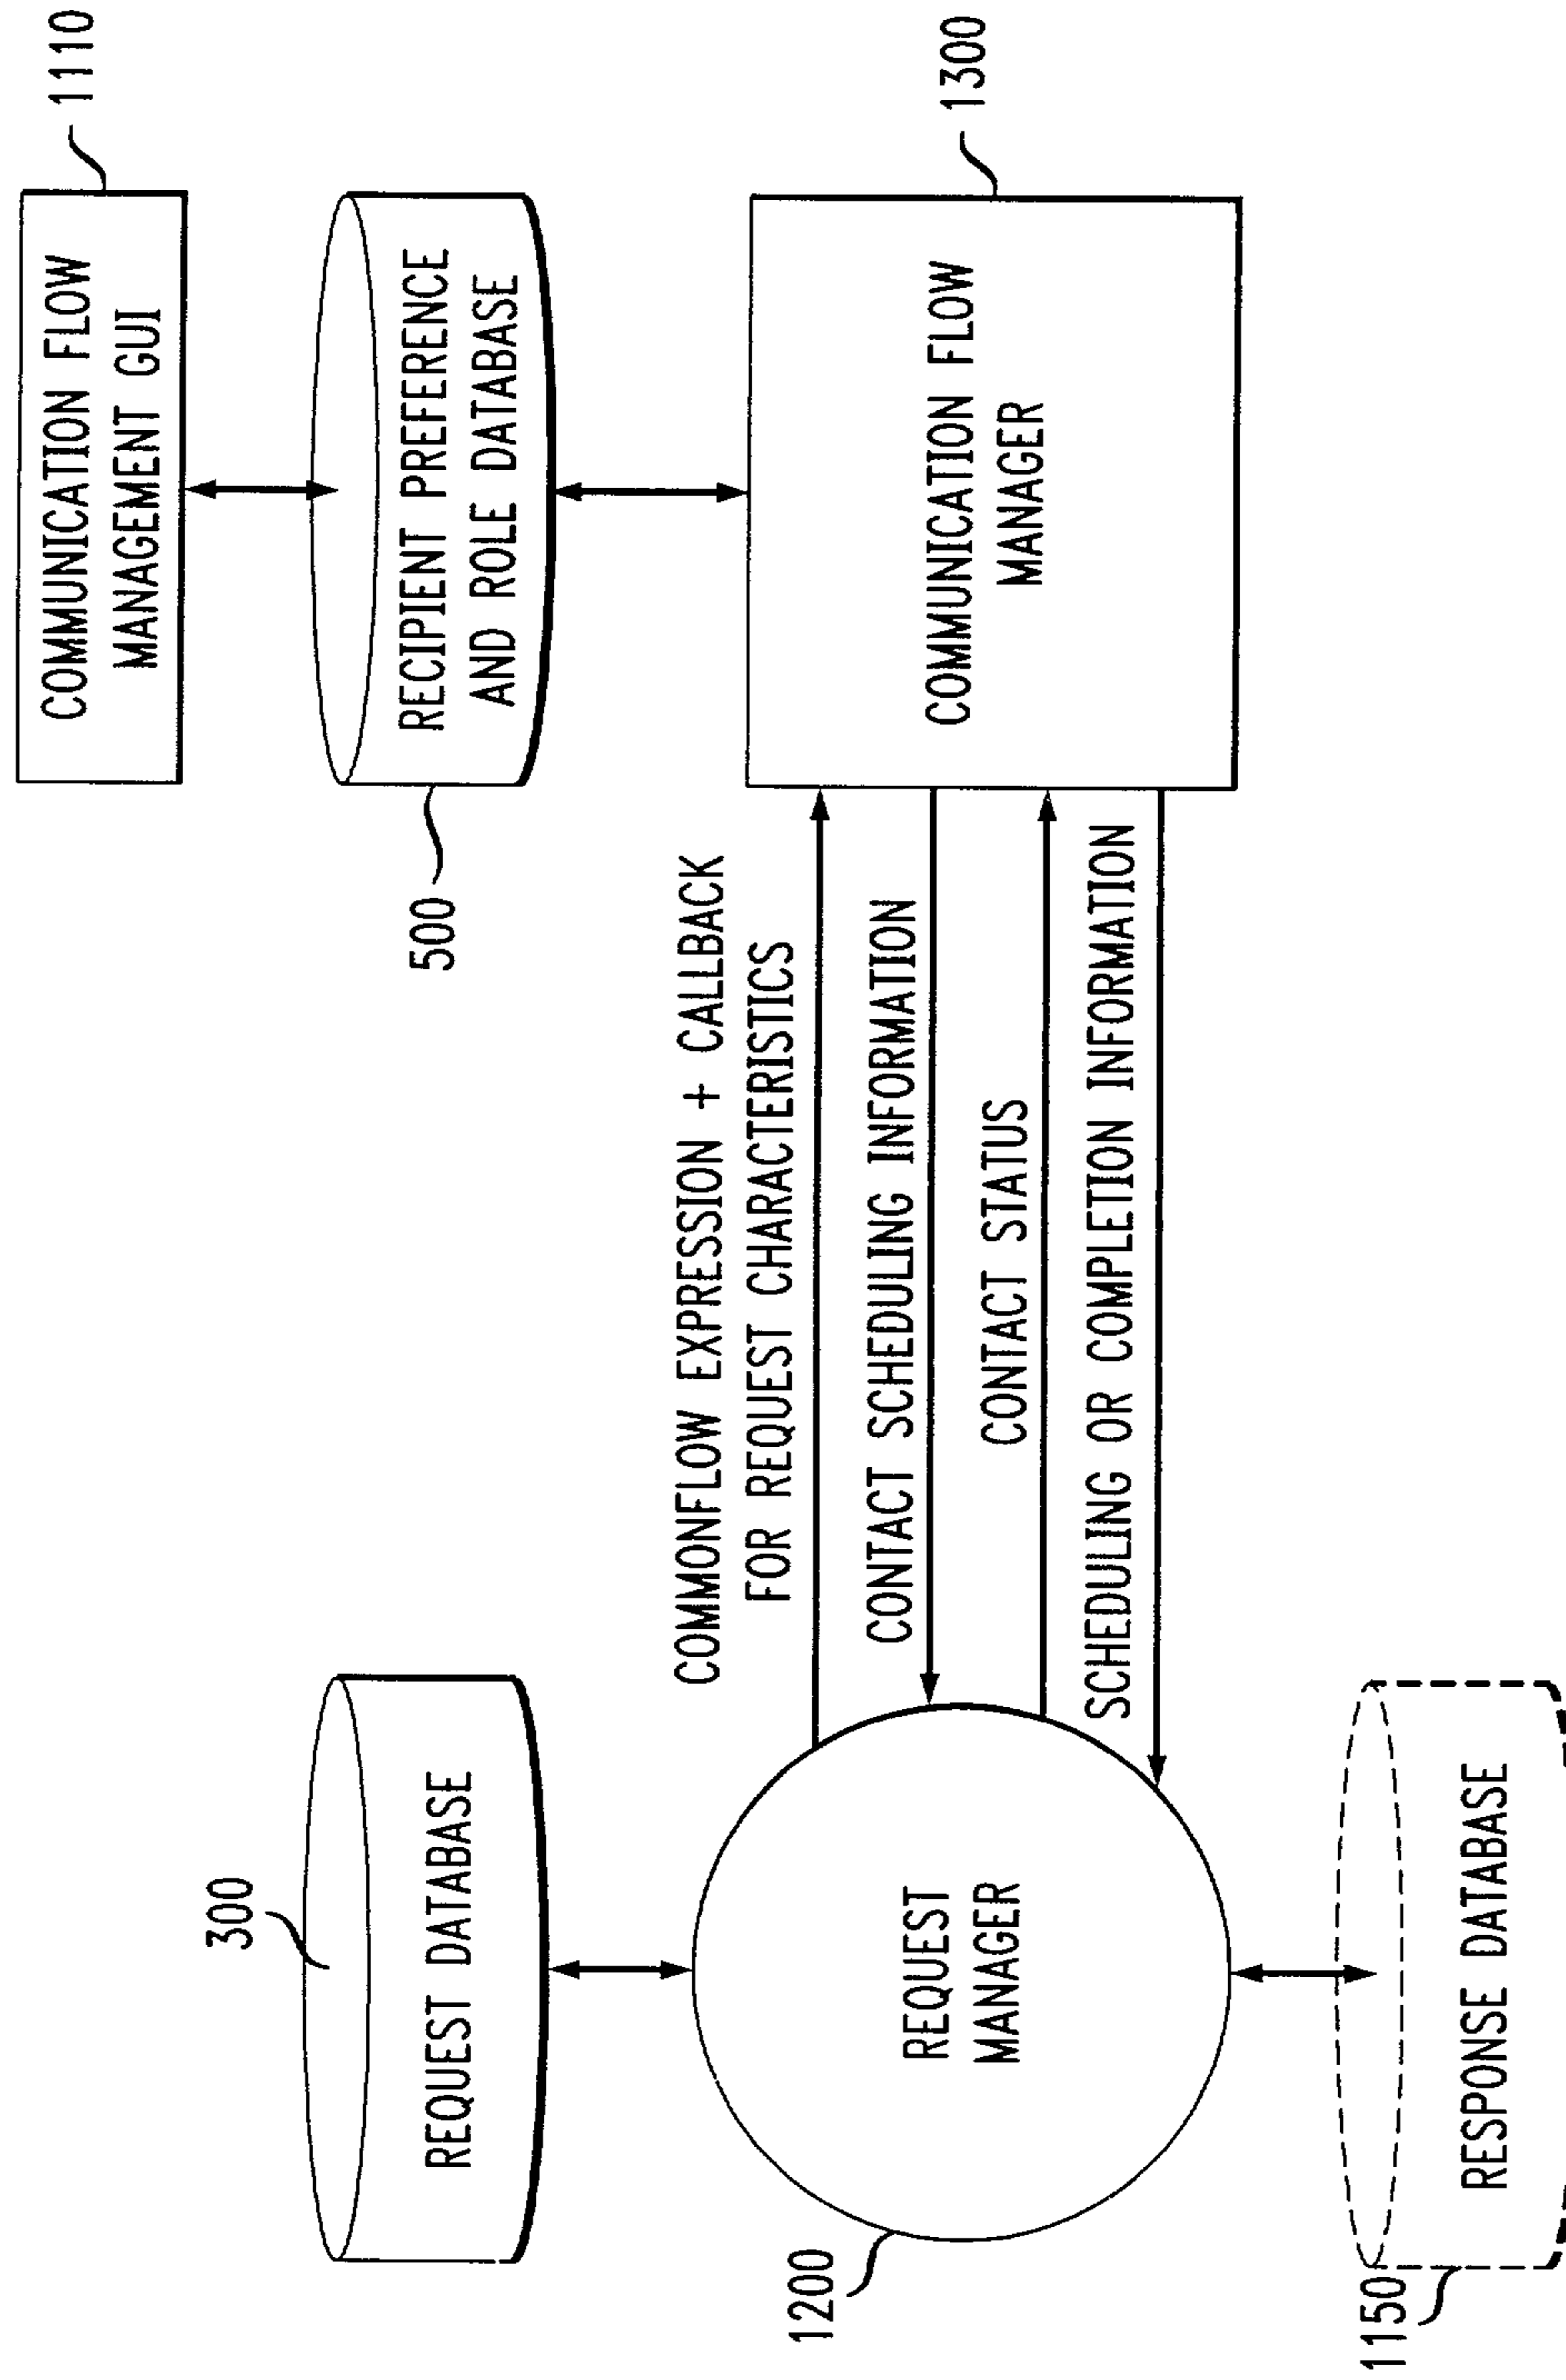 300
REQUEST DATABASE
1200
REQUEST
MANAGER
1150
RESPONSE DATABASE
COMMONFLOW EXPRESSION + CALLBACK
FOR REQUEST CHARACTERISTICS
CONTACT SCHEDULING INFORMATION
CONTACT STATUS
SCHEDULING OR COMPLETION INFORMATION
COMMUNICATION FLOW
MANAGEMENT GUI
1110
RECIPIENT PREFERENCE
AND ROLE DATABASE
500
COMMUNICATION FLOW
MANAGER
1300